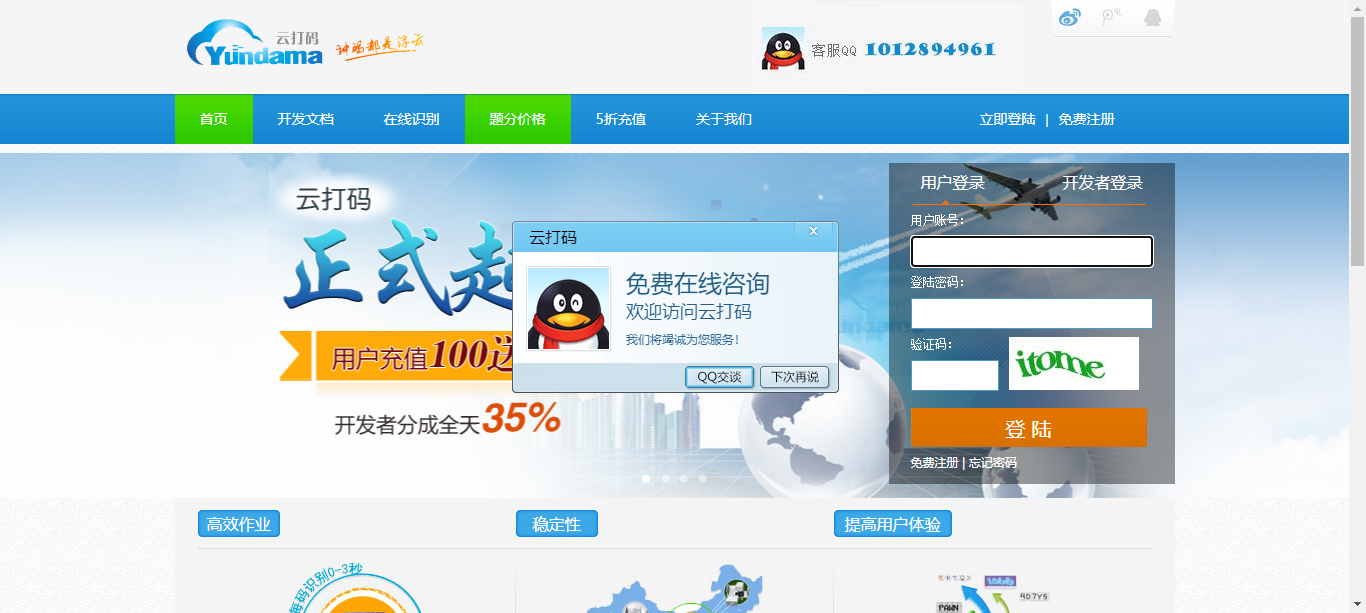 云打码
Yundama
神马都是浮云
客服QQ 1012894961
首页 开发文档 在线识别 题分价格 5折充值 关于我们 立即登陆 | 免费注册
云打码
正式起
用户充值100送
开发者分成全天35%
云打码 x
免费在线咨询
欢迎访问云打码
我们将竭诚为您服务!
QQ交谈 下次再说
用户登录 开发者登录
用户账号:
登陆密码:
验证码:
itome
登 陆
免费注册 | 忘记密码
高效作业 稳定性 提高用户体验
每码识别0-3秒
PAWN
4D7YS